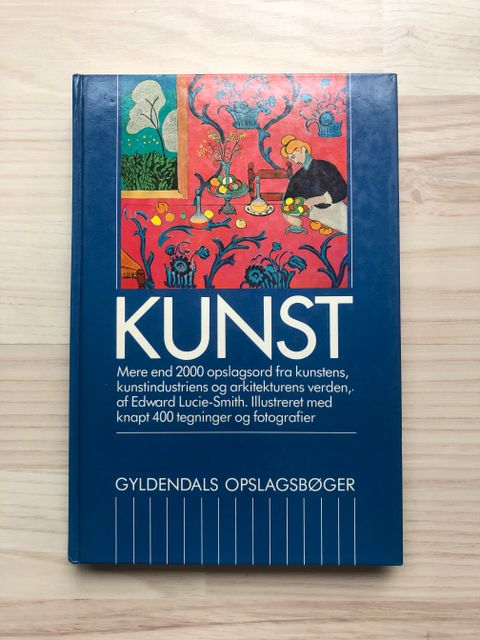 KUNST
Mere end 2000 opslagsord fra kunstens,
kunstindustriens og arkitekturens verden,.
af Edward Lucie-Smith. Illustreret med
knapt 400 tegninger og fotografier
GYLDENDALS OPSLAGSBØGER